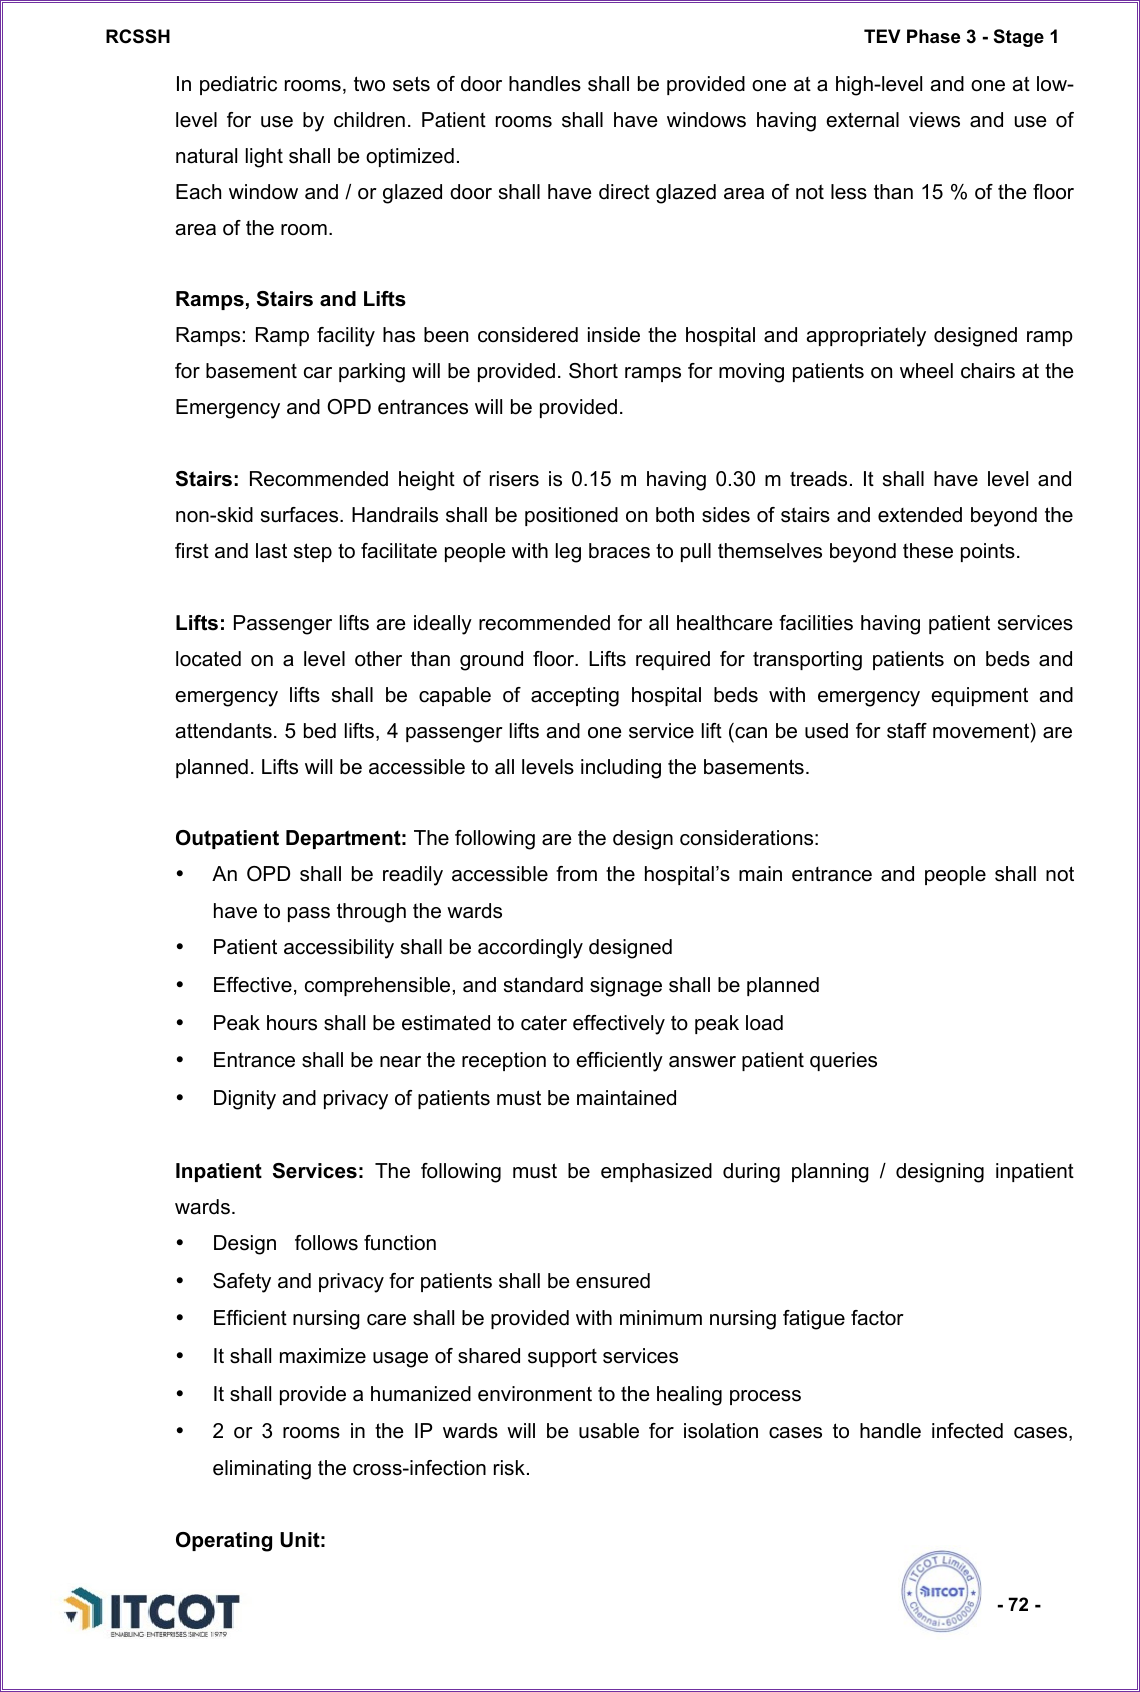 RCSSH
TEV Phase 3 - Stage 1
In pediatric rooms, two sets of door handles shall be provided one at a high-level and one at low-
level for use by children. Patient rooms shall have windows having external views and use of
natural light shall be optimized.
Each window and / or glazed door shall have direct glazed area of not less than 15 % of the floor
area of the room.
Ramps, Stairs and Lifts
Ramps: Ramp facility has been considered inside the hospital and appropriately designed ramp
for basement car parking will be provided. Short ramps for moving patients on wheel chairs at the
Emergency and OPD entrances will be provided.
Stairs: Recommended height of risers is 0.15 m having 0.30 m treads. It shall have level and
non-skid surfaces. Handrails shall be positioned on both sides of stairs and extended beyond the
first and last step to facilitate people with leg braces to pull themselves beyond these points.
Lifts: Passenger lifts are ideally recommended for all healthcare facilities having patient services
located on a level other than ground floor. Lifts required for transporting patients on beds and
emergency lifts shall be capable of accepting hospital beds with emergency equipment and
attendants. 5 bed lifts, 4 passenger lifts and one service lift (can be used for staff movement) are
planned. Lifts will be accessible to all levels including the basements.
Outpatient Department: The following are the design considerations:
• An OPD shall be readily accessible from the hospital’s main entrance and people shall not
have to pass through the wards
• Patient accessibility shall be accordingly designed
• Effective, comprehensible, and standard signage shall be planned
• Peak hours shall be estimated to cater effectively to peak load
• Entrance shall be near the reception to efficiently answer patient queries
• Dignity and privacy of patients must be maintained
Inpatient Services: The following must be emphasized during planning / designing inpatient
wards.
• Design follows function
• Safety and privacy for patients shall be ensured
• Efficient nursing care shall be provided with minimum nursing fatigue factor
• It shall maximize usage of shared support services
• It shall provide a humanized environment to the healing process
• 2 or 3 rooms in the IP wards will be usable for isolation cases to handle infected cases,
eliminating the cross-infection risk.
Operating Unit:
ITCOT
ENABLING ENTERPRISES SINCE 1979
ITCOT Limited
ITCOT
Chennai-600006
- 72 -